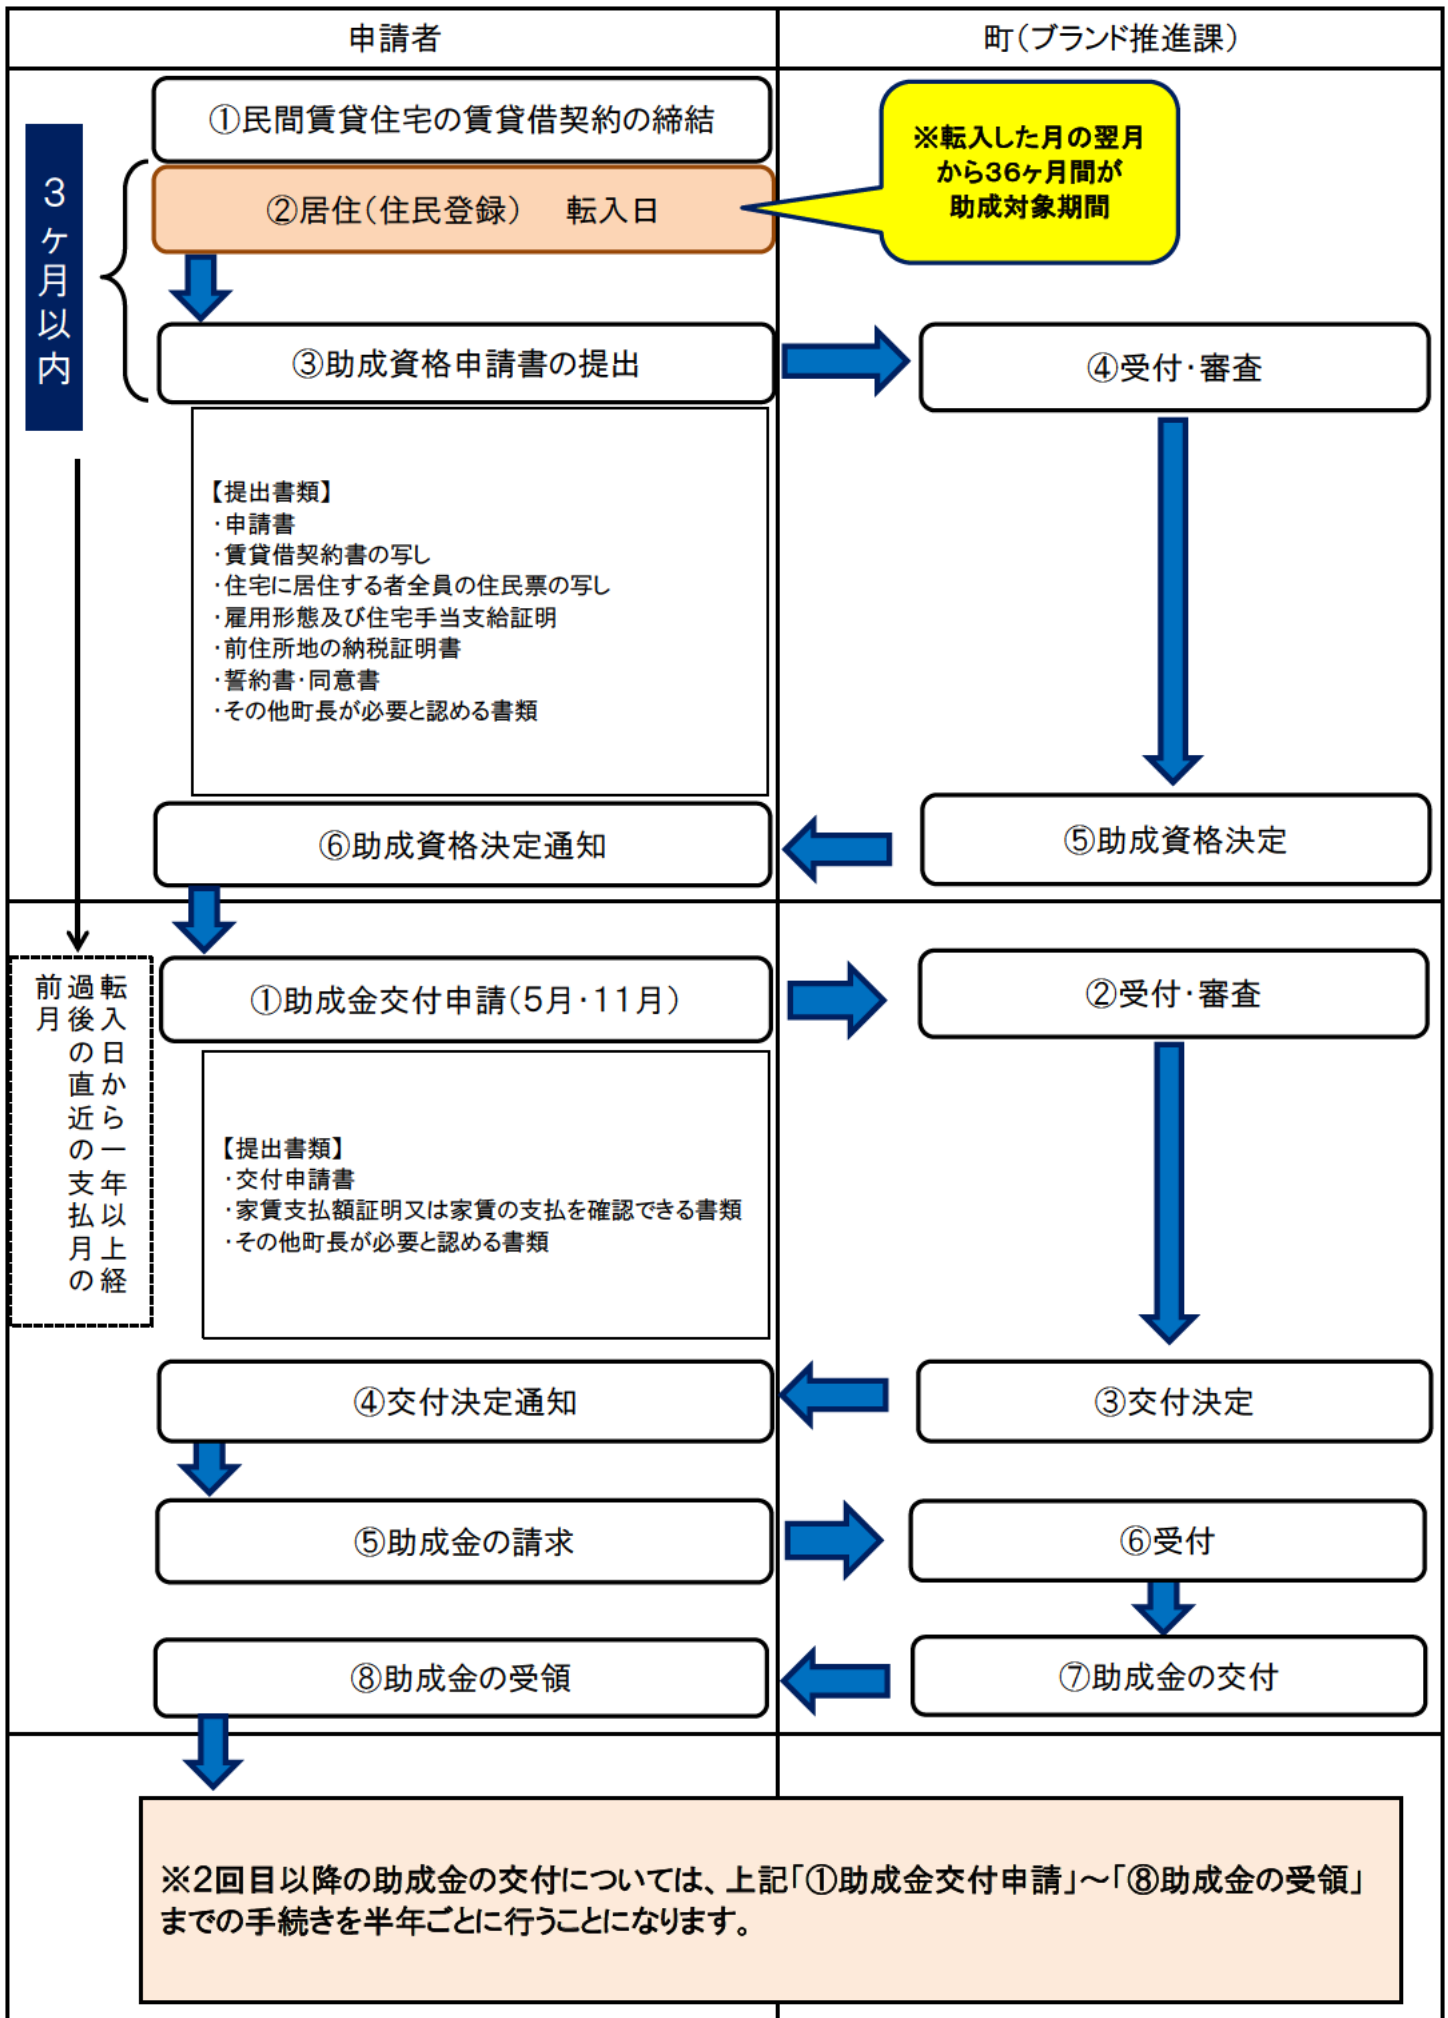 申請者
町(ブランド推進課)
①民間賃貸住宅の賃貸借契約の締結
※転入した月の翌月
から36ヶ月間が
助成対象期間
3ヶ月以内
②居住(住民登録)　転入日
③助成資格申請書の提出
④受付・審査
【提出書類】
・申請書
・賃貸借契約書の写し
・住宅に居住する者全員の住民票の写し
・雇用形態及び住宅手当支給証明
・前住所地の納税証明書
・誓約書・同意書
・その他町長が必要と認める書類
⑥助成資格決定通知
⑤助成資格決定
転入日から一年以上経
過後の直近の支払月の
前月
①助成金交付申請(5月・11月)
②受付・審査
【提出書類】
・交付申請書
・家賃支払額証明又は家賃の支払を確認できる書類
・その他町長が必要と認める書類
④交付決定通知
③交付決定
⑤助成金の請求
⑥受付
⑧助成金の受領
⑦助成金の交付
※2回目以降の助成金の交付については、上記「①助成金交付申請」～「⑧助成金の受領」
までの手続きを半年ごとに行うことになります。